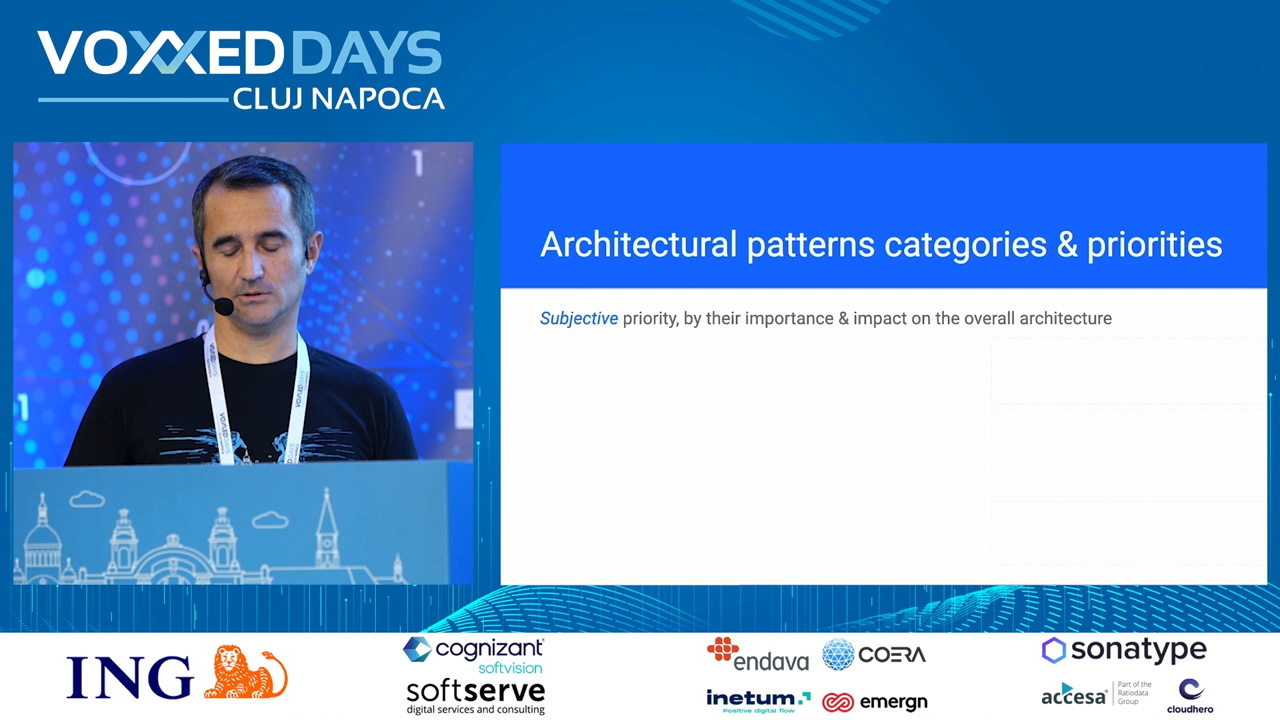 VOXXED DAYS
CLUJ NAPOCA
1
1
Architectural patterns categories & priorities
Subjective priority, by their importance & impact on the overall architecture
ING
cognizant
softvision
softserve
digital services and consulting
endava
COERA
inetum.
Positive digital flow
emergn
sonatype
accesa
Part of the
Ratiodata
Group
cloudhero